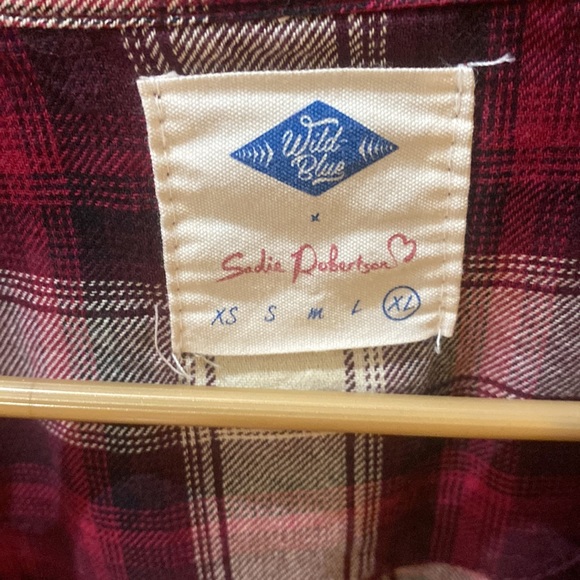 Wild-
Blue
x
Sadie Robertson
XS S M L XL